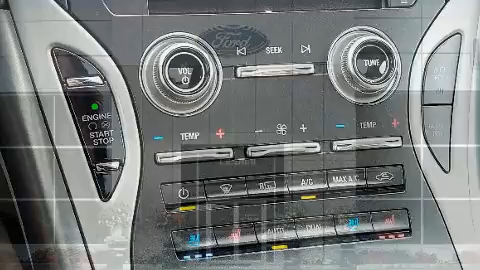 Ford
SEEK
VOL
TUNE
ENGINE
START
STOP
TEMP
TEMP
A/C
MAX A/C
AUTO